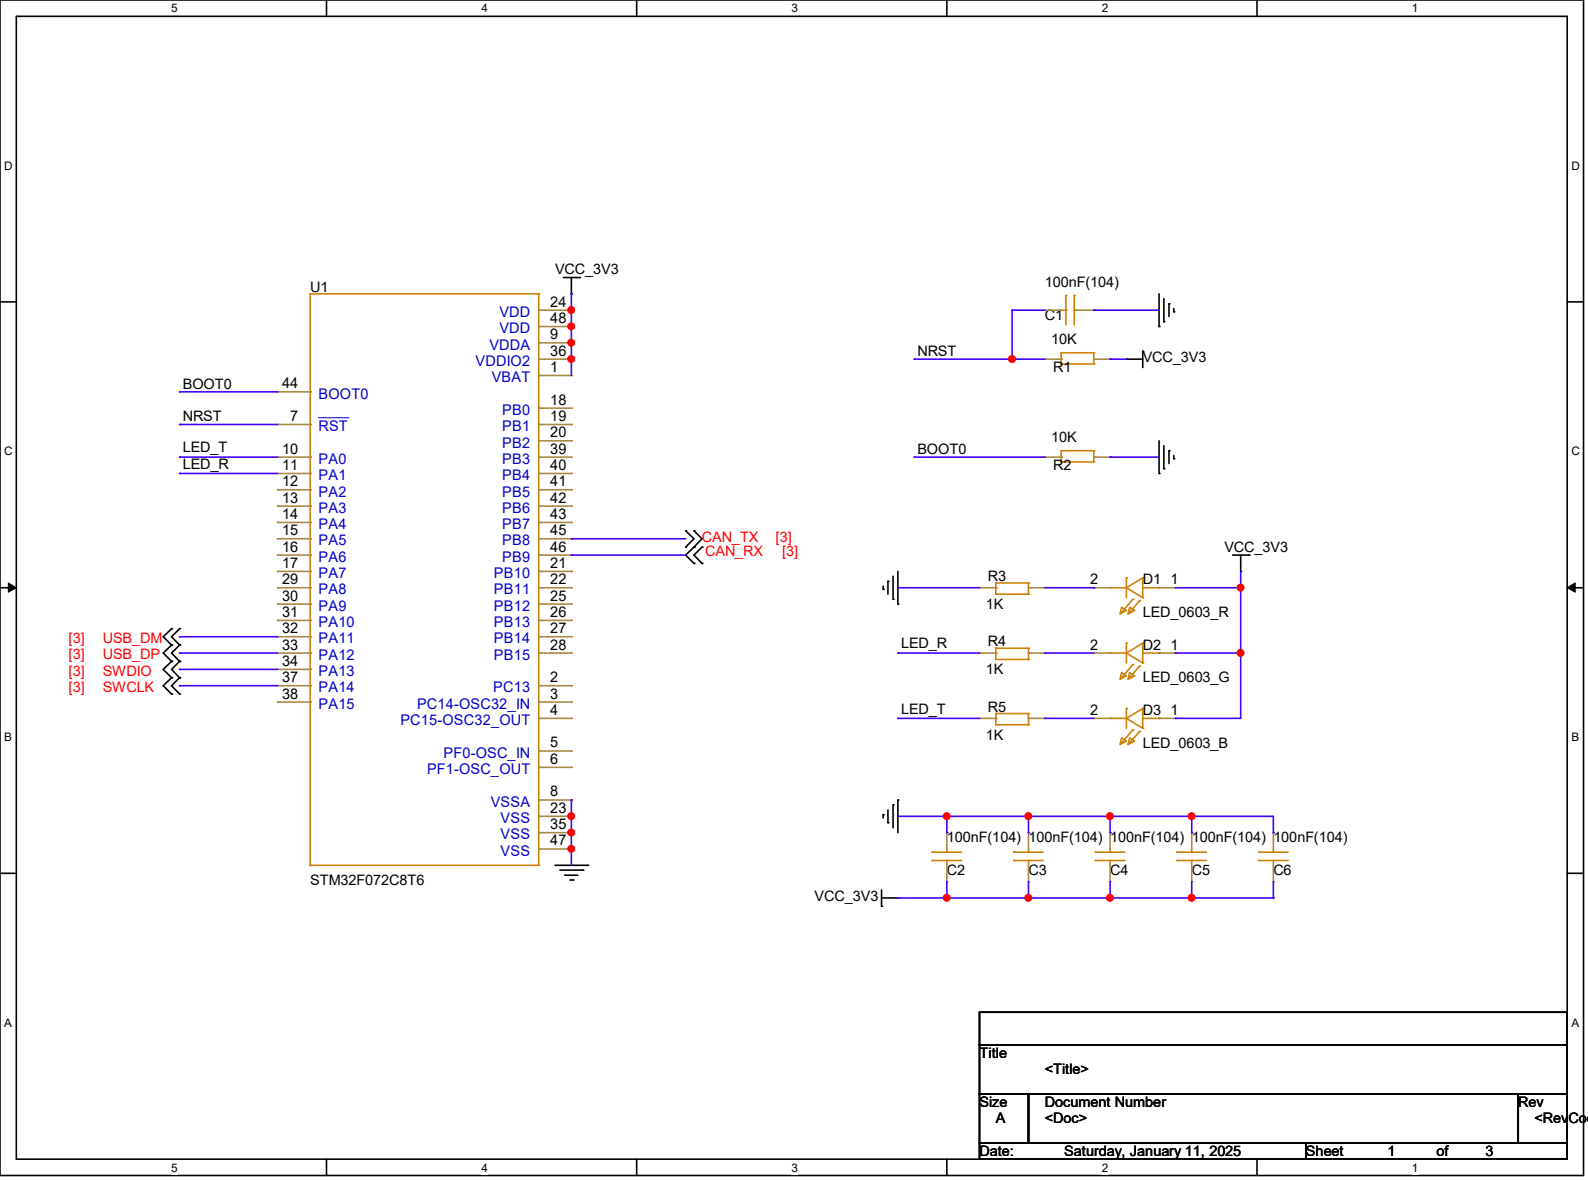 5 4 3 2 1
D D
C C
B B
A A
U1
VCC_3V3
BOOT0 44 BOOT0
NRST 7 RST
LED_T 10 PA0
LED_R 11 PA1
12 PA2
13 PA3
14 PA4
15 PA5
16 PA6
17 PA7
29 PA8
30 PA9
31 PA10
[3] USB_DM 32 PA11
[3] USB_DP 33 PA12
[3] SWDIO 34 PA13
[3] SWCLK 37 PA14
38 PA15
VDD 24
VDD 48
VDDA 9
VDDIO2 36
VBAT 1
PB0 18
PB1 19
PB2 20
PB3 39
PB4 40
PB5 41
PB6 42
PB7 43
PB8 45 CAN_TX [3]
PB9 46 CAN_RX [3]
PB10 21
PB11 22
PB12 25
PB13 26
PB14 27
PB15 28
PC13 2
PC14-OSC32_IN 3
PC15-OSC32_OUT 4
PF0-OSC_IN 5
PF1-OSC_OUT 6
VSSA 8
VSS 23
VSS 35
VSS 47
STM32F072C8T6
100nF(104)
C1
10K
NRST VCC_3V3
R1
10K
BOOT0
R2
VCC_3V3
R3 2 D1 1
1K LED_0603_R
LED_R R4 2 D2 1
1K LED_0603_G
LED_T R5 2 D3 1
1K LED_0603_B
100nF(104) 100nF(104) 100nF(104) 100nF(104) 100nF(104)
C2 C3 C4 C5 C6
VCC_3V3
Title
<Title>
Size Document Number Rev
A <Doc> <RevCo
Date: Saturday, January 11, 2025 Sheet 1 of 3
5 4 3 2 1